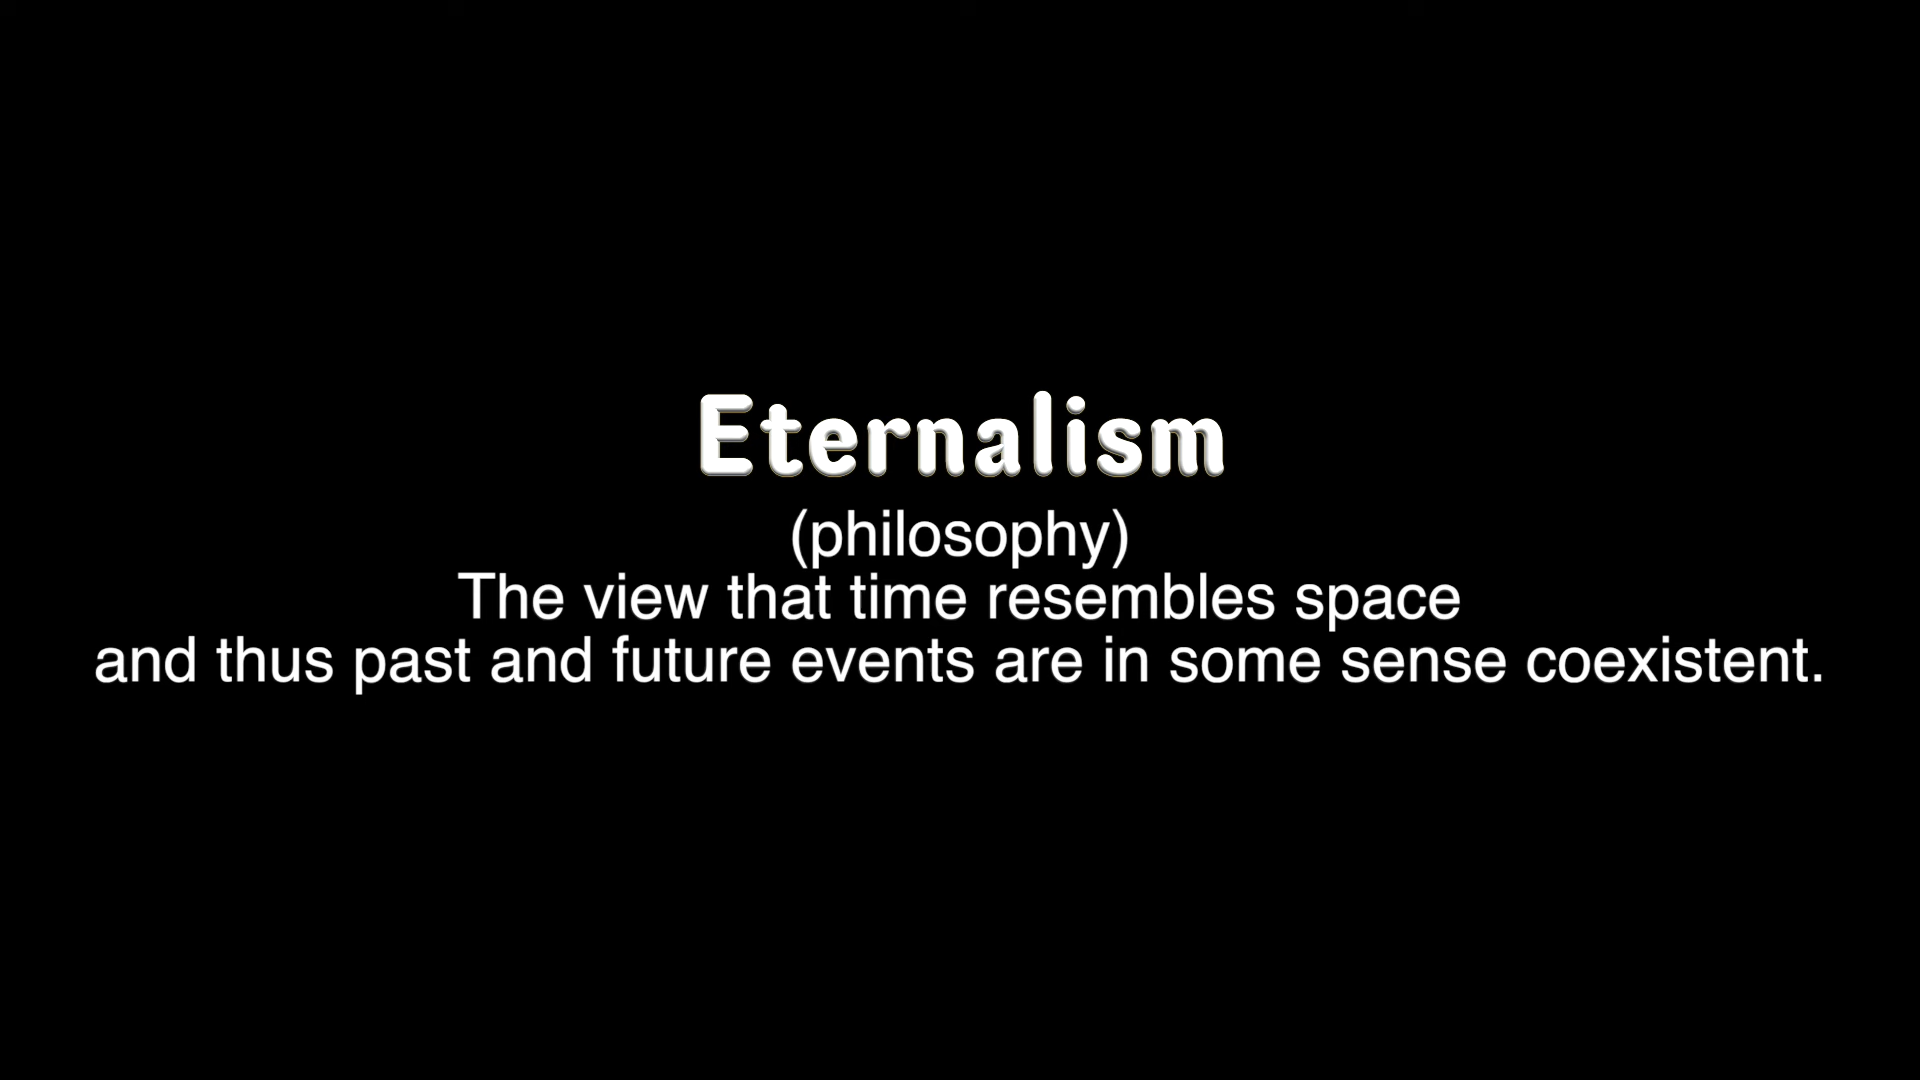 Eternalism
(philosophy)
The view that time resembles space
and thus past and future events are in some sense coexistent.